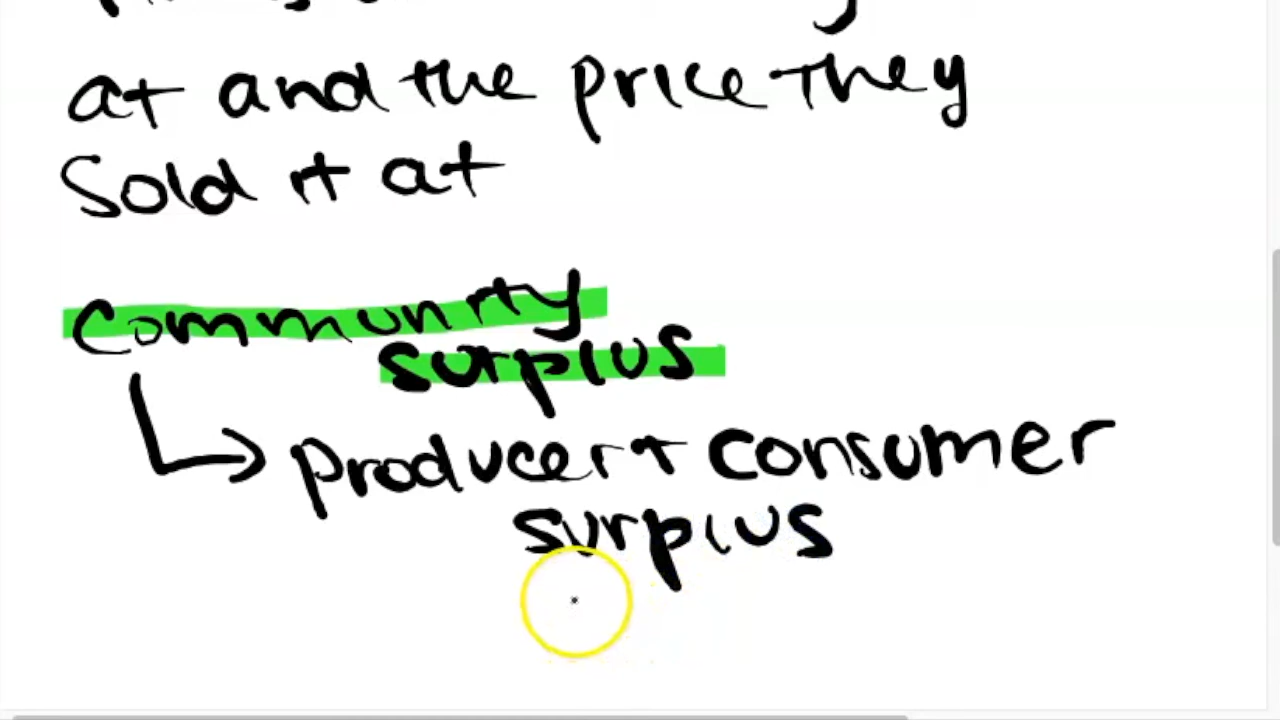 at and the price they
Sold it at
Community
surplus
producer + consumer
surplus